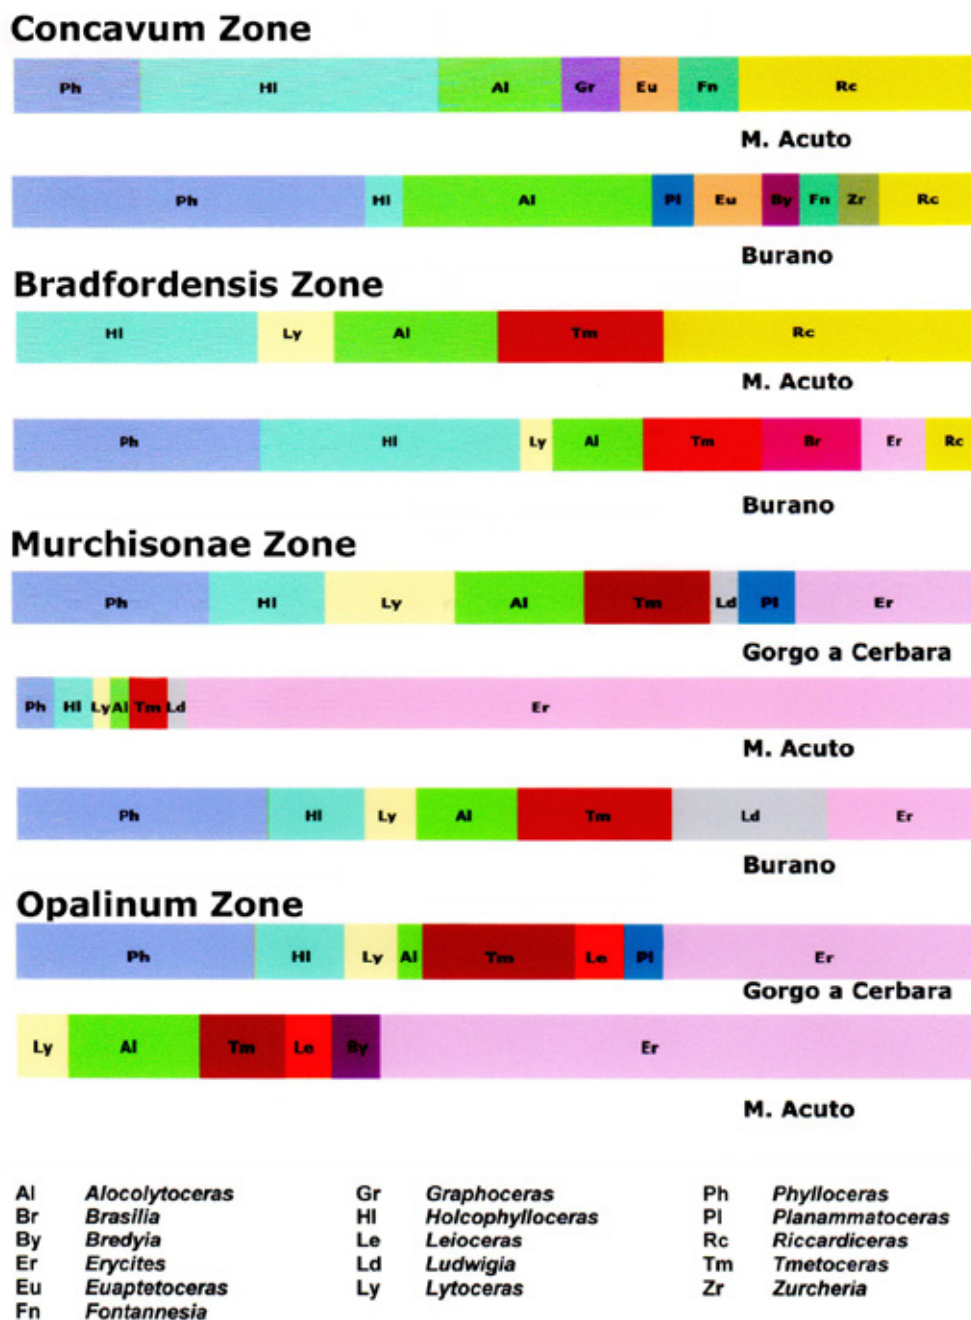 Concavum Zone
Ph Hl Al Gr Eu Fn Rc
M. Acuto
Ph Hl Al Pl Eu By Fn Zr Rc
Burano
Bradfordensis Zone
Hl Ly Al Tm Rc
M. Acuto
Ph Hl Ly Al Tm Br Er Rc
Burano
Murchisonae Zone
Ph Hl Ly Al Tm Ld Pl Er
Gorgo a Cerbara
Ph Hl Ly Al Tm Ld Er
M. Acuto
Ph Hl Ly Al Tm Ld Er
Burano
Opalinum Zone
Ph Hl Ly Al Tm Le Pl Er
Gorgo a Cerbara
Ly Al Tm Le By Er
M. Acuto
Al Alocolytoceras Gr Graphoceras Ph Phylloceras
Br Brasilia Hl Holcophylloceras Pl Planammatoceras
By Bredyia Le Leioceras Rc Riccardiceras
Er Erycites Ld Ludwigia Tm Tmetoceras
Eu Euaptetoceras Ly Lytoceras Zr Zurcheria
Fn Fontannesia